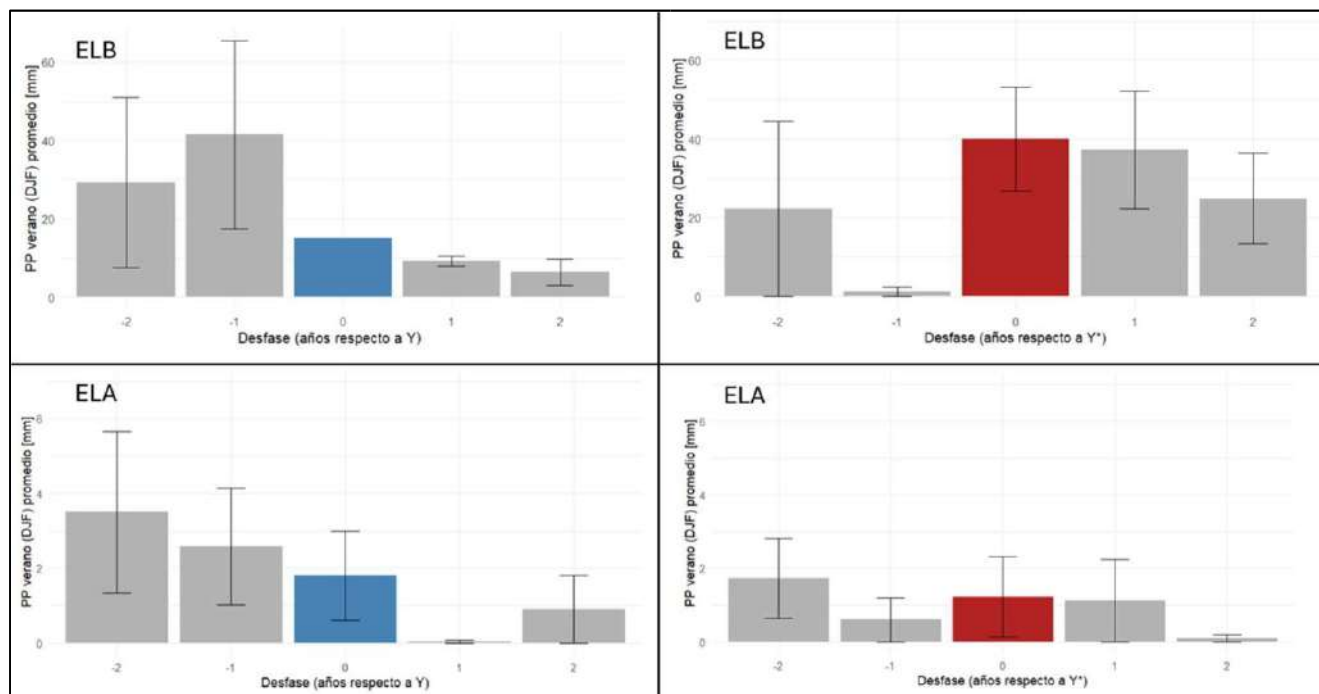 ELB
PP verano (DJF) promedio [mm]
60
40
20
0
-2 -1 0 1 2
Desfase (años respecto a Y)
ELB
PP verano (DJF) promedio [mm]
60
40
20
0
-2 -1 0 1 2
Desfase (años respecto a Y*)
ELA
PP verano (DJF) promedio [mm]
6
4
2
0
-2 -1 0 1 2
Desfase (años respecto a Y)
ELA
PP verano (DJF) promedio [mm]
6
4
2
0
-2 -1 0 1 2
Desfase (años respecto a Y*)